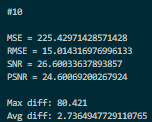 #10
MSE = 225.42971428571428
RMSE = 15.014316976996133
SNR = 26.60033637893857
PSNR = 24.60069200267924
Max diff: 80.421
Avg diff: 2.7364947729110765